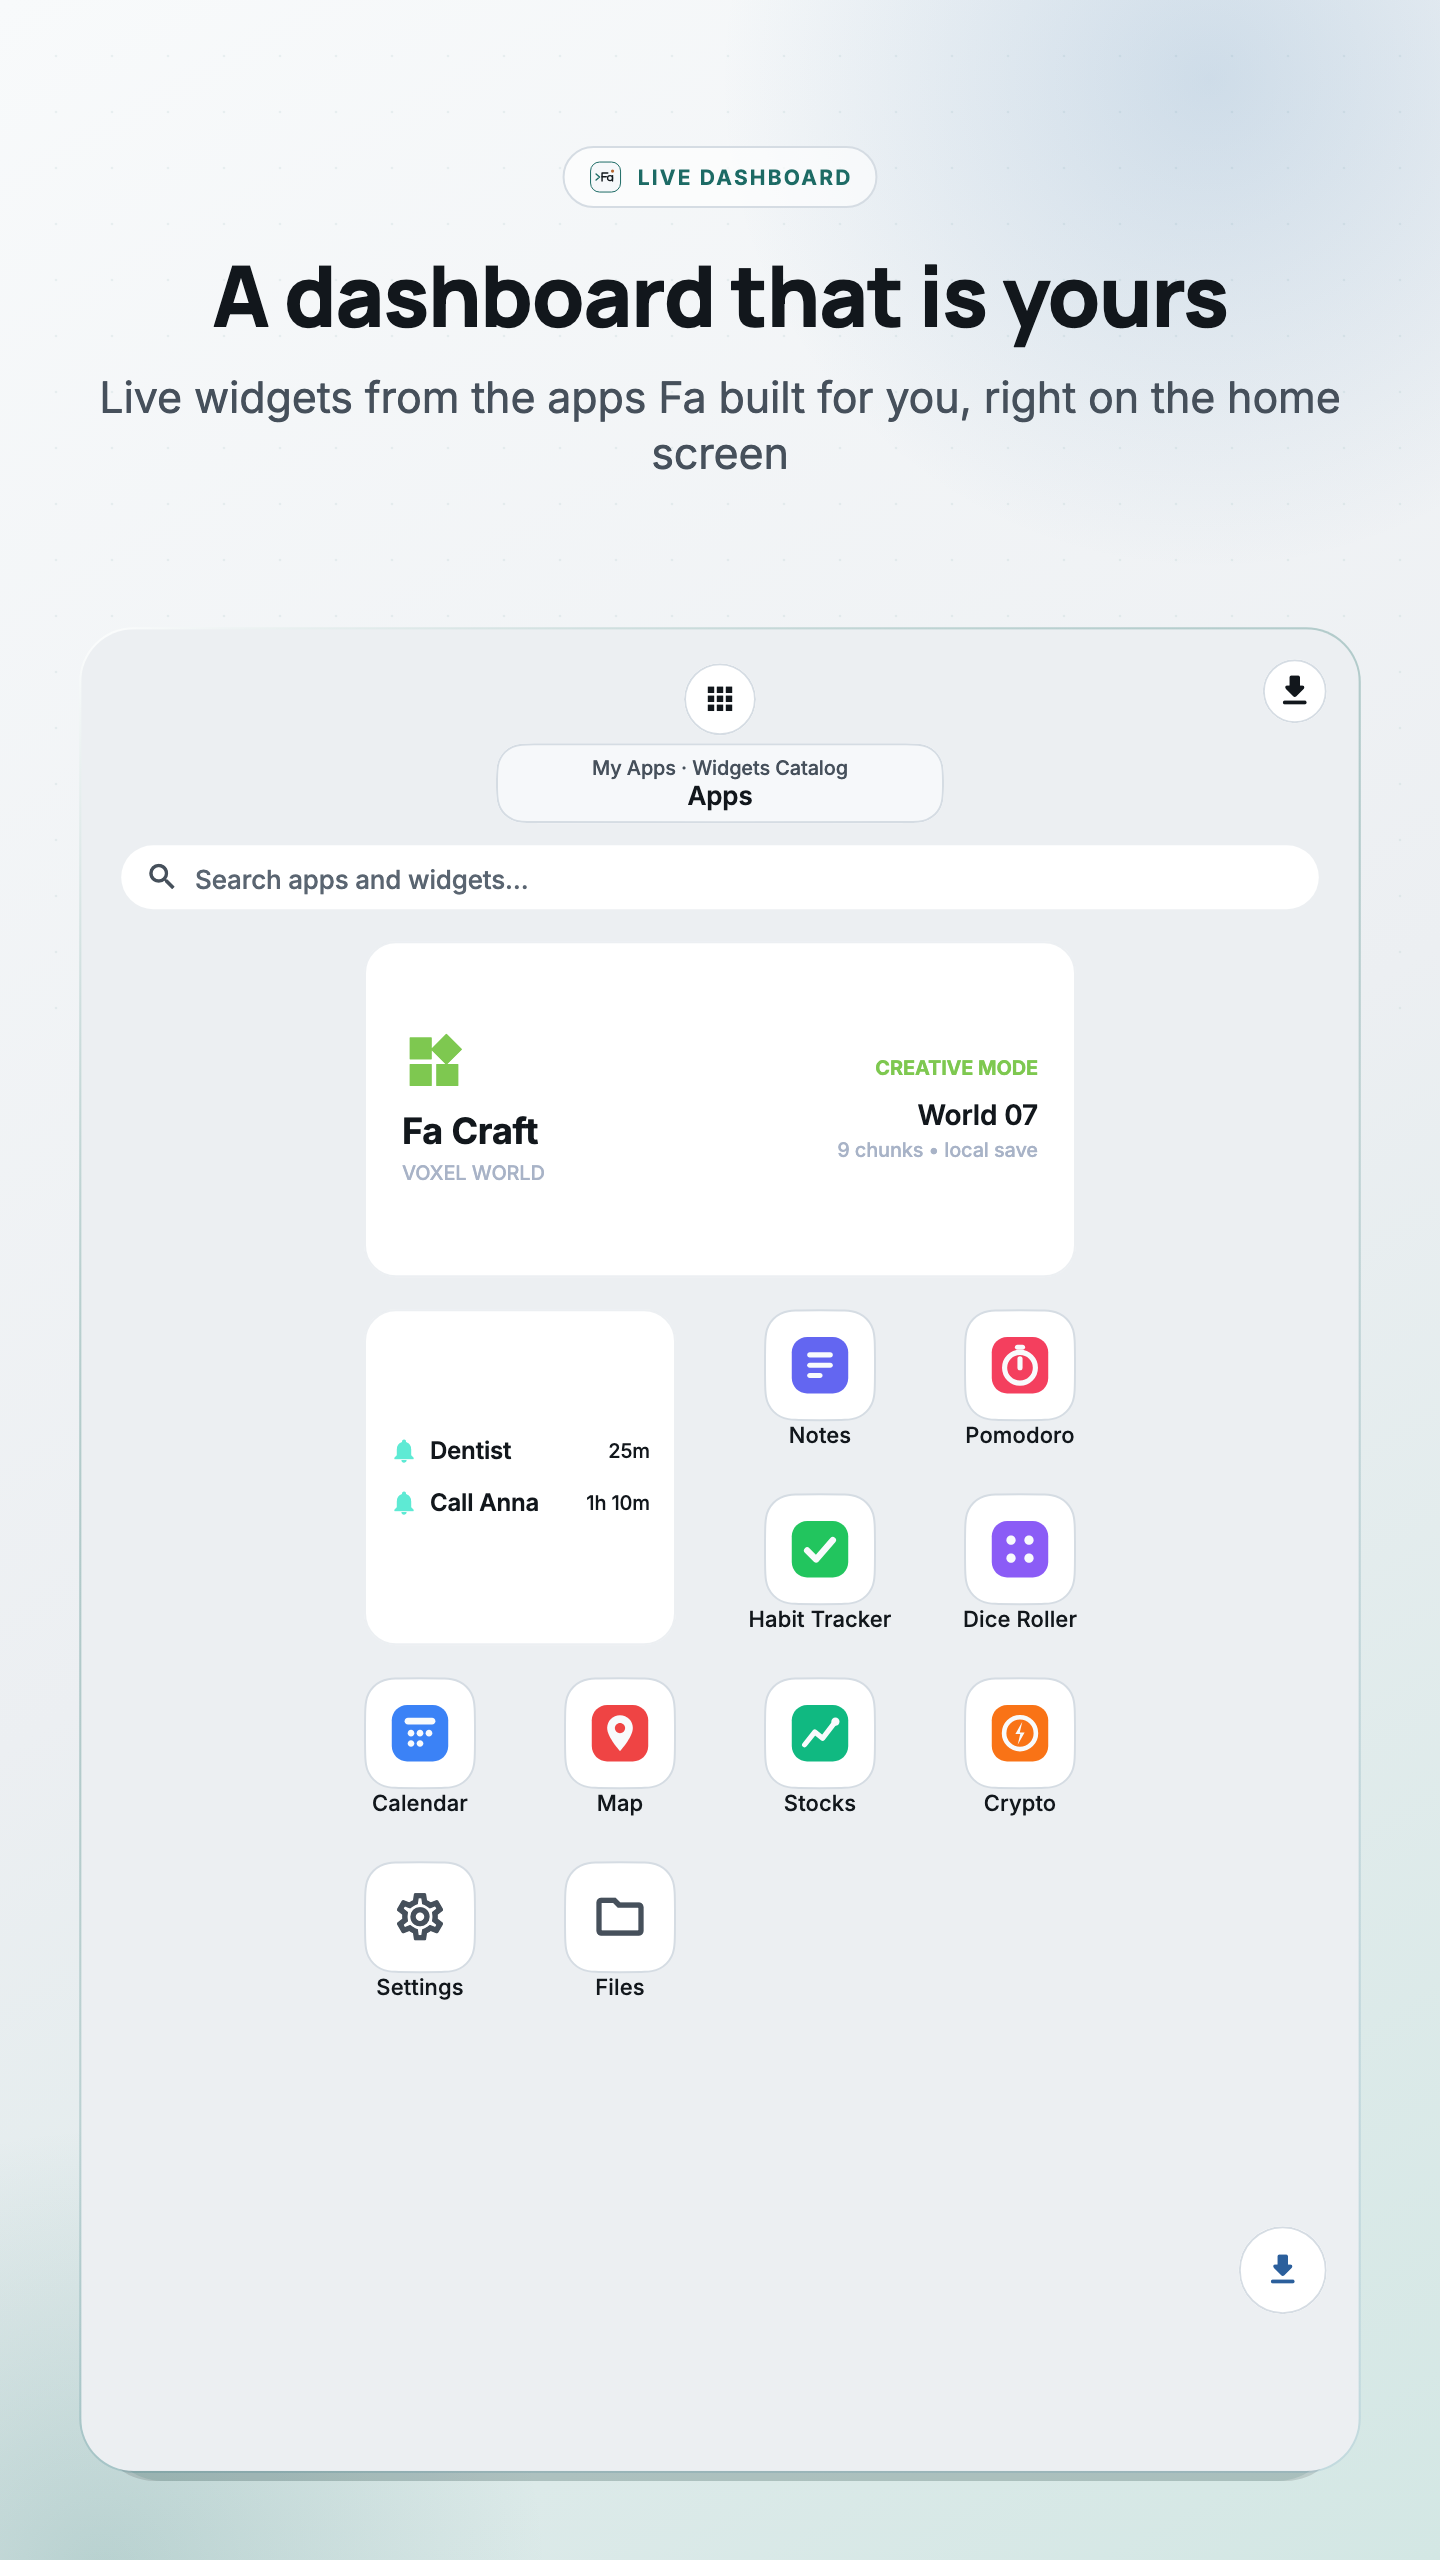 >Fa LIVE DASHBOARD
A dashboard that is yours
Live widgets from the apps Fa built for you, right on the home
screen
My Apps · Widgets Catalog
Apps
Search apps and widgets...
Fa Craft
VOXEL WORLD
CREATIVE MODE
World 07
9 chunks • local save
Dentist 25m
Call Anna 1h 10m
Notes Pomodoro
Habit Tracker Dice Roller
Calendar Map Stocks Crypto
Settings Files